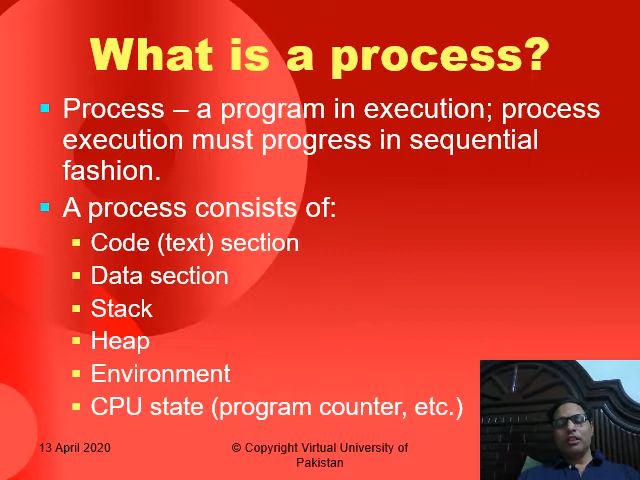 What is a process?
Process – a program in execution; process
execution must progress in sequential
fashion.
A process consists of:
Code (text) section
Data section
Stack
Heap
Environment
CPU state (program counter, etc.)
13 April 2020
© Copyright Virtual University of
Pakistan